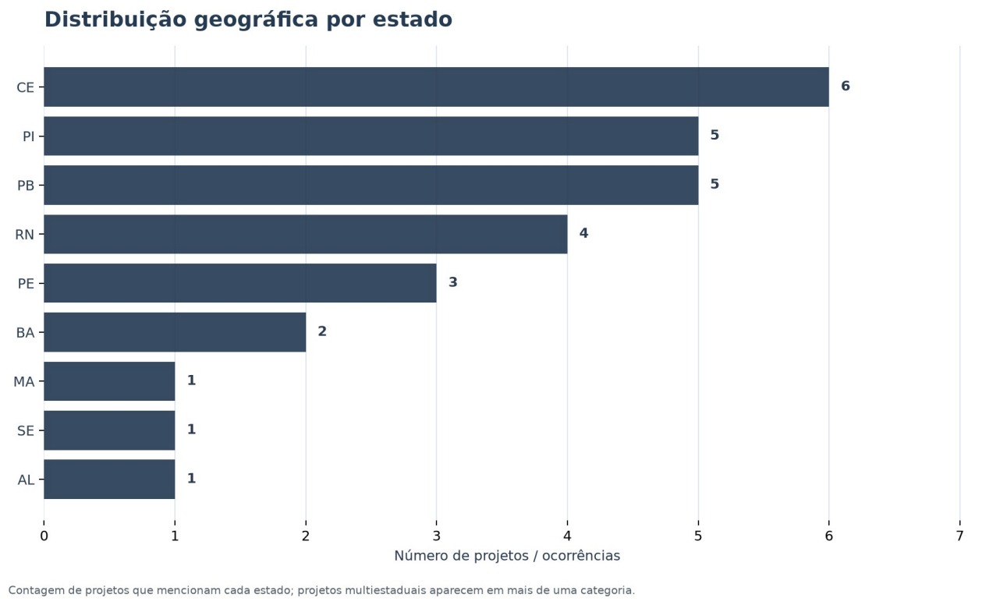 Distribuição geográfica por estado
CE 6
PI 5
PB 5
RN 4
PE 3
BA 2
MA 1
SE 1
AL 1
0 1 2 3 4 5 6 7
Número de projetos / ocorrências
Contagem de projetos que mencionam cada estado; projetos multiestaduais aparecem em mais de uma categoria.